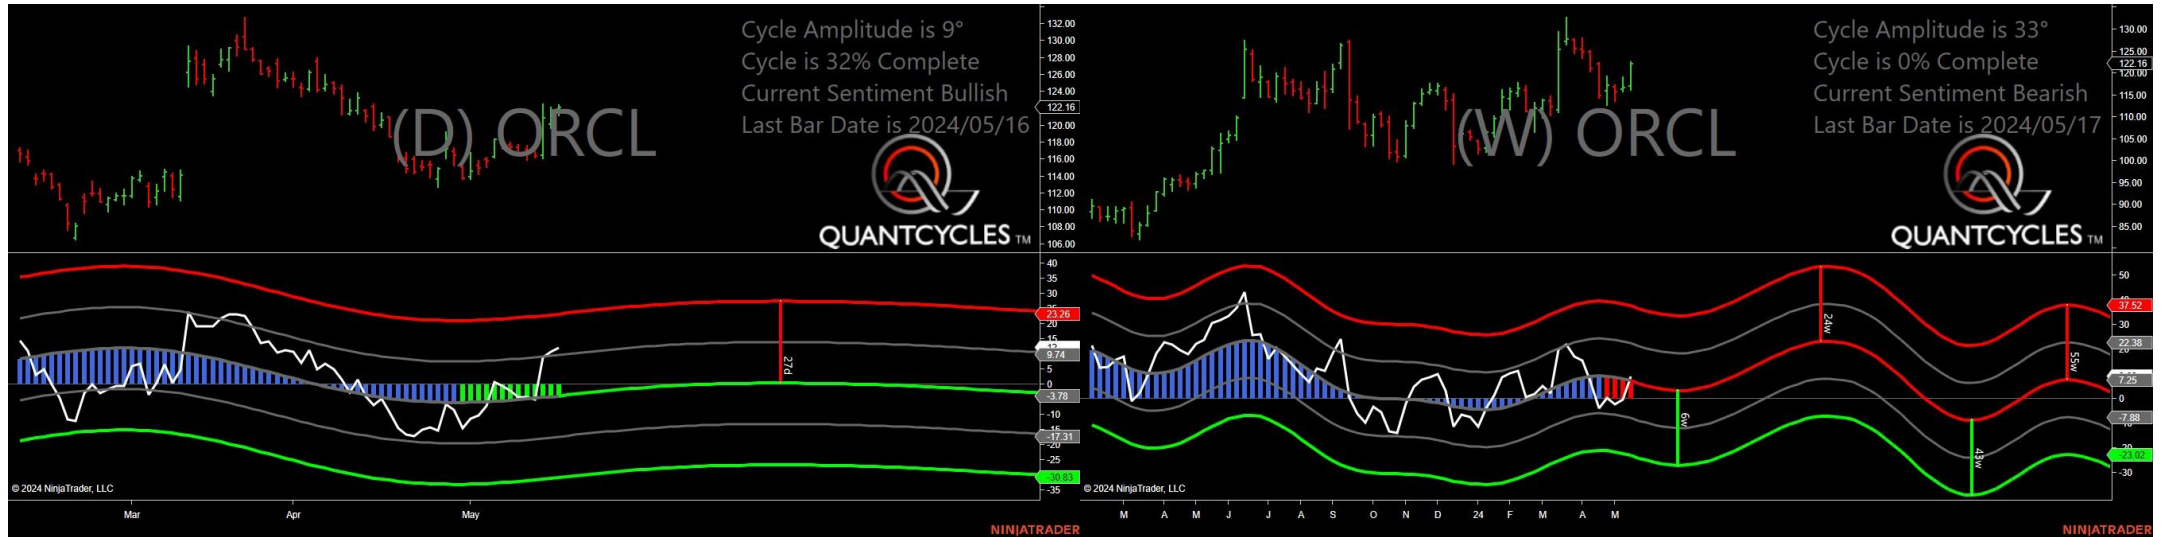 Cycle Amplitude is 9°
Cycle is 32% Complete
Current Sentiment Bullish
Last Bar Date is 2024/05/16
(D) ORCL
QUANTCYCLES TM
132.00
130.00
128.00
126.00
124.00
122.16
120.00
118.00
116.00
114.00
112.00
110.00
108.00
106.00
40
35
30
23.26
20
15
9.74
5
0
-3.78
-10
-15
-17.31
-20
-25
-30.83
-35
27d
© 2024 NinjaTrader, LLC
Mar
Apr
May
NINJATRADER
Cycle Amplitude is 33°
Cycle is 0% Complete
Current Sentiment Bearish
Last Bar Date is 2024/05/17
(W) ORCL
QUANTCYCLES TM
130.00
125.00
122.16
120.00
115.00
110.00
105.00
100.00
95.00
90.00
85.00
50
37.52
30
22.38
7.25
0
-7.88
-23.02
-30
24w
55w
6w
43w
© 2024 NinjaTrader, LLC
M
A
M
J
J
A
S
O
N
D
24
F
M
A
M
NINJATRADER